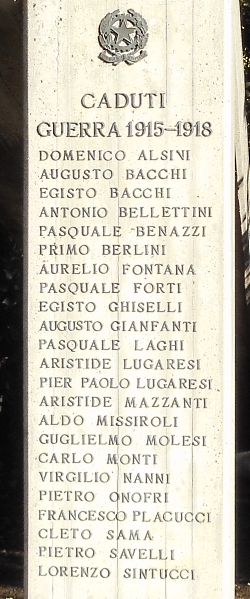 CADUTI
GUERRA 1915-1918
DOMENICO ALSIVI
AUGUSTO BACCHI
EGISTO BACCHI
ANTONIO BELLETTINI
PASQUALE BENAZZI
PRIMO BERLINI
AURELIO FONTANA
PASQUALE FORTI
EGISTO GHISELLI
AUGUSTO GIANFANTI
PASQUALE LAGHI
ARISTIDE LUGARESI
PIER PAOLO LUGARESI
ARISTIDE MAZZANTI
ALDO MISSIROLI
GUGLIELMO MOLESI
CARLO MONTI
VIRGILIO NANNI
PIETRO ONOFRI
FRANCESCO PLACUCCI
CLETO SAMA
PIETRO SAVELLI
LORENZO SINTUCCI